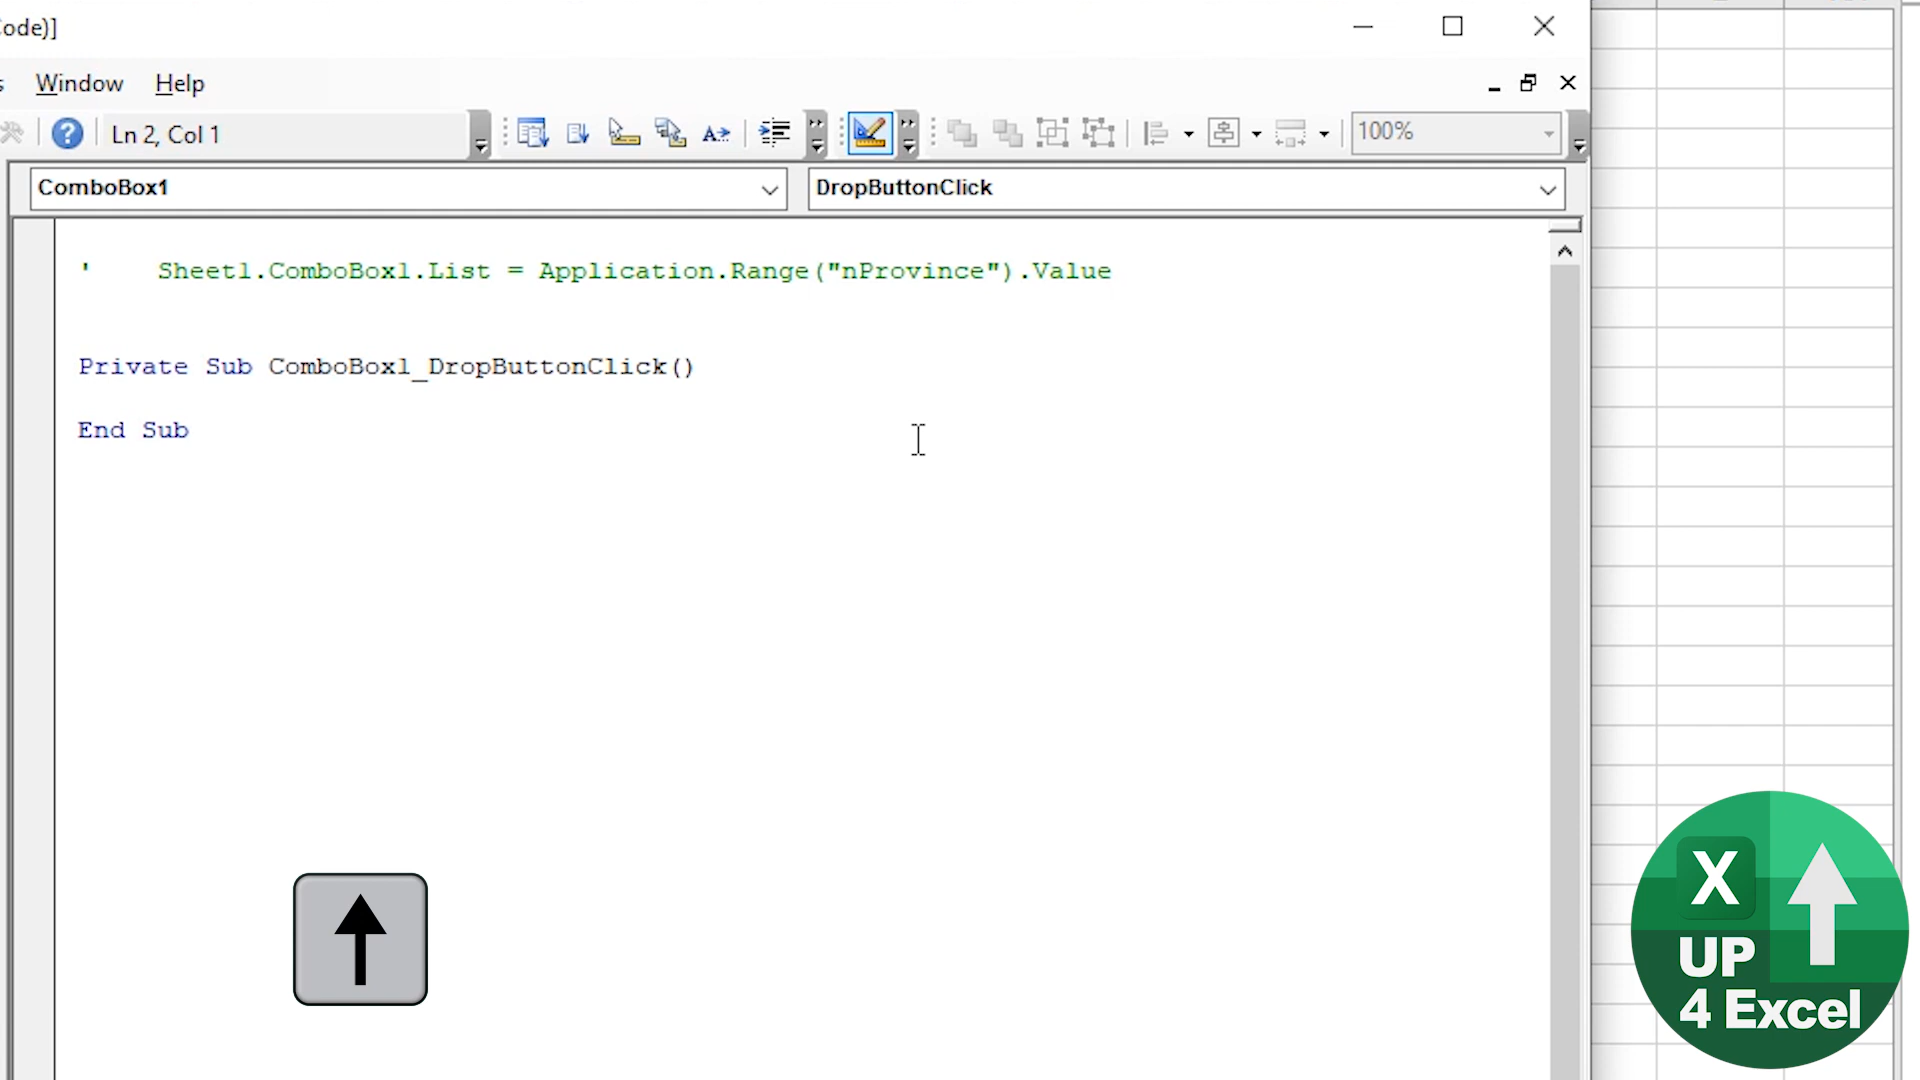 ode)]
s Window Help
Ln 2, Col 1
100%
ComboBox1
DropButtonClick
' Sheet1.ComboBox1.List = Application.Range("nProvince").Value
Private Sub ComboBox1_DropButtonClick()
End Sub
X
UP
4 Excel